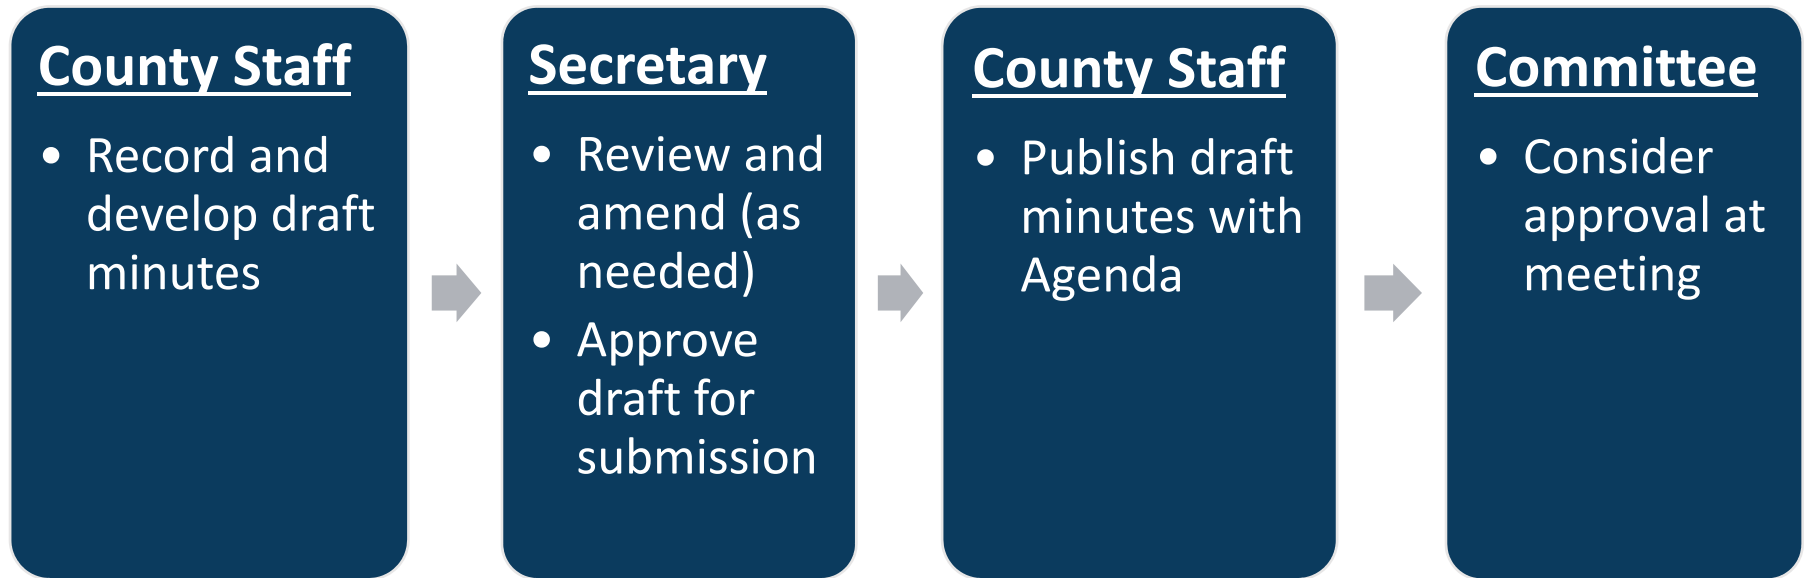 County Staff
• Record and
develop draft
minutes
Secretary
• Review and
amend (as
needed)
• Approve
draft for
submission
County Staff
• Publish draft
minutes with
Agenda
Committee
• Consider
approval at
meeting